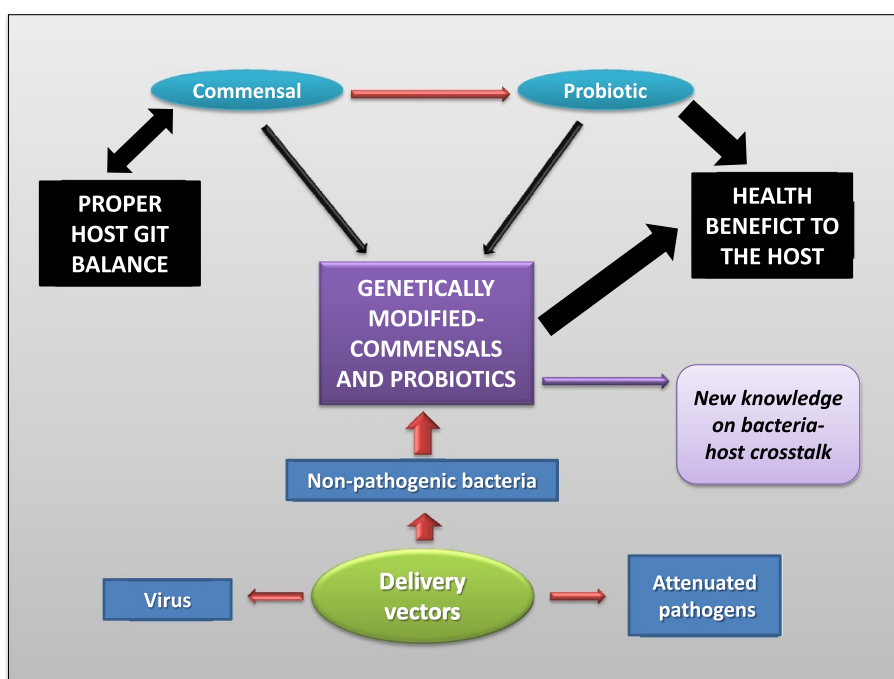 Commensal
Probiotic
PROPER
HOST GIT
BALANCE
HEALTH
BENEFICT TO
THE HOST
GENETICALLY
MODIFIED-
COMMENSALS
AND PROBIOTICS
New knowledge
on bacteria-
host crosstalk
Non-pathogenic bacteria
Delivery
vectors
Virus
Attenuated
pathogens